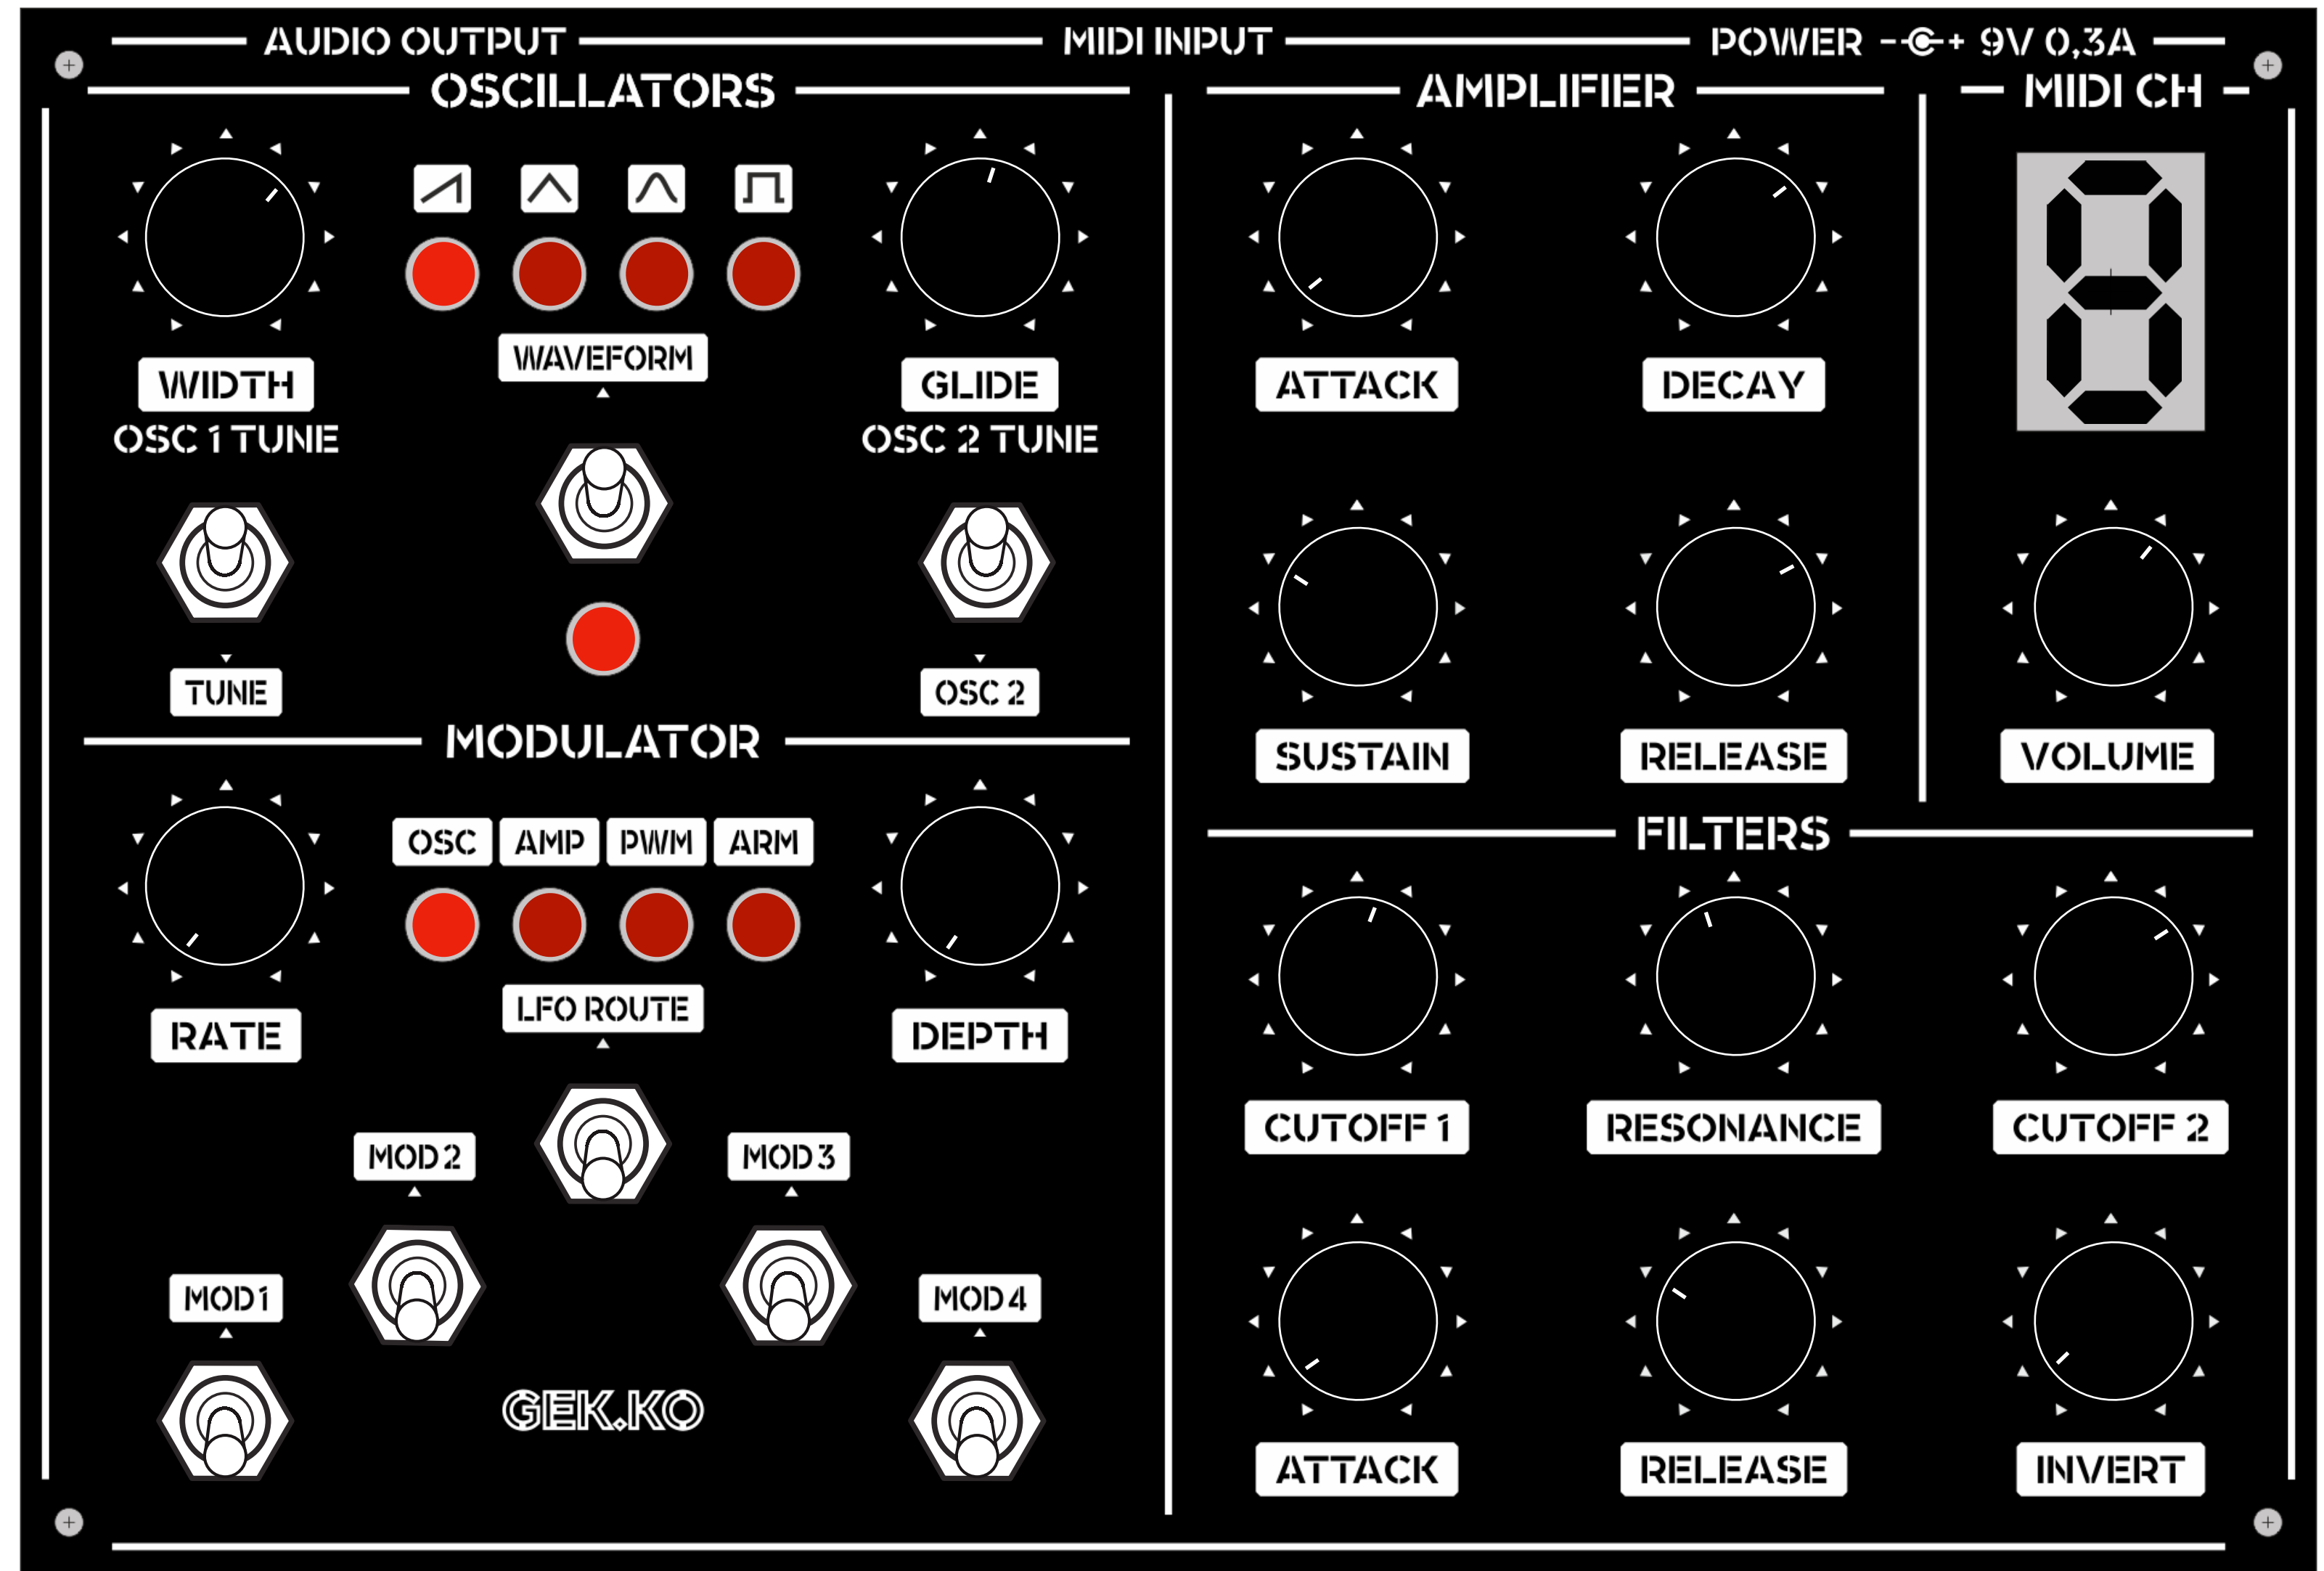 AUDIO OUTPUT MIDI INPUT POWER - + 9V 0,3A
OSCILLATORS
WIDTH
WAVEFORM
GLIDE
OSC 1 TUNE
OSC 2 TUNE
TUNE
OSC 2
MODULATOR
OSC AMP PWM ARM
RATE
LFO ROUTE
DEPTH
MOD 2
MOD 3
MOD 1
MOD 4
GEK.KO
AMPLIFIER
ATTACK
DECAY
SUSTAIN
RELEASE
MIDI CH
VOLUME
FILTERS
CUTOFF 1
RESONANCE
CUTOFF 2
ATTACK
RELEASE
INVERT